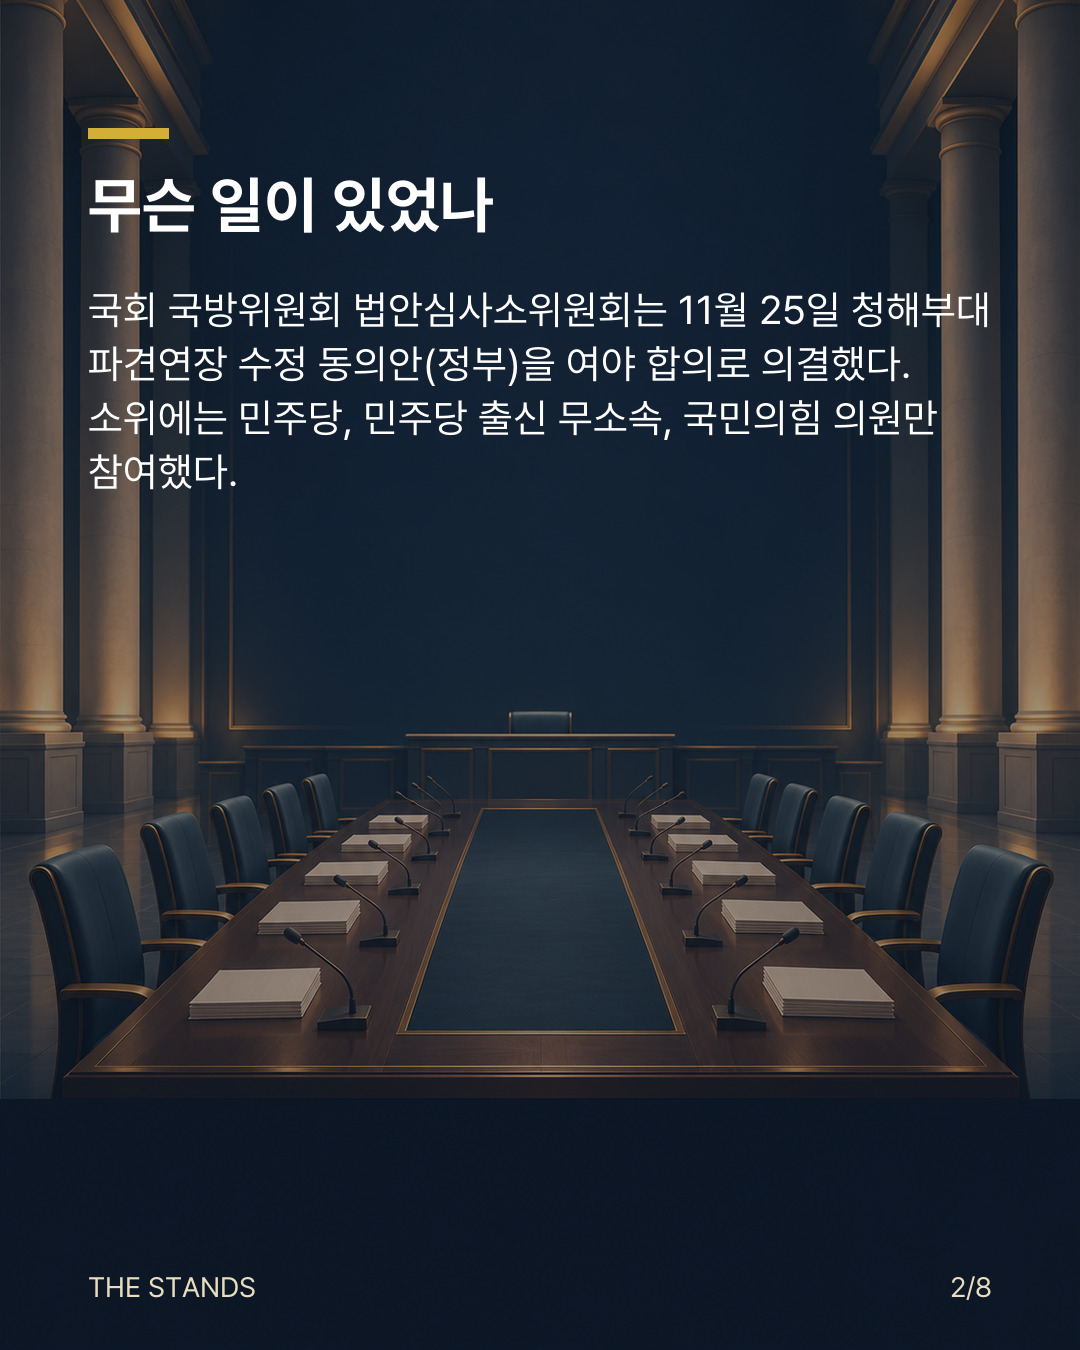 무슨 일이 있었나
국회 국방위원회 법안심사소위원회는 11월 25일 청해부대
파견연장 수정 동의안(정부)을 여야 합의로 의결했다.
소위에는 민주당, 민주당 출신 무소속, 국민의힘 의원만
참여했다.
THE STANDS
2/8